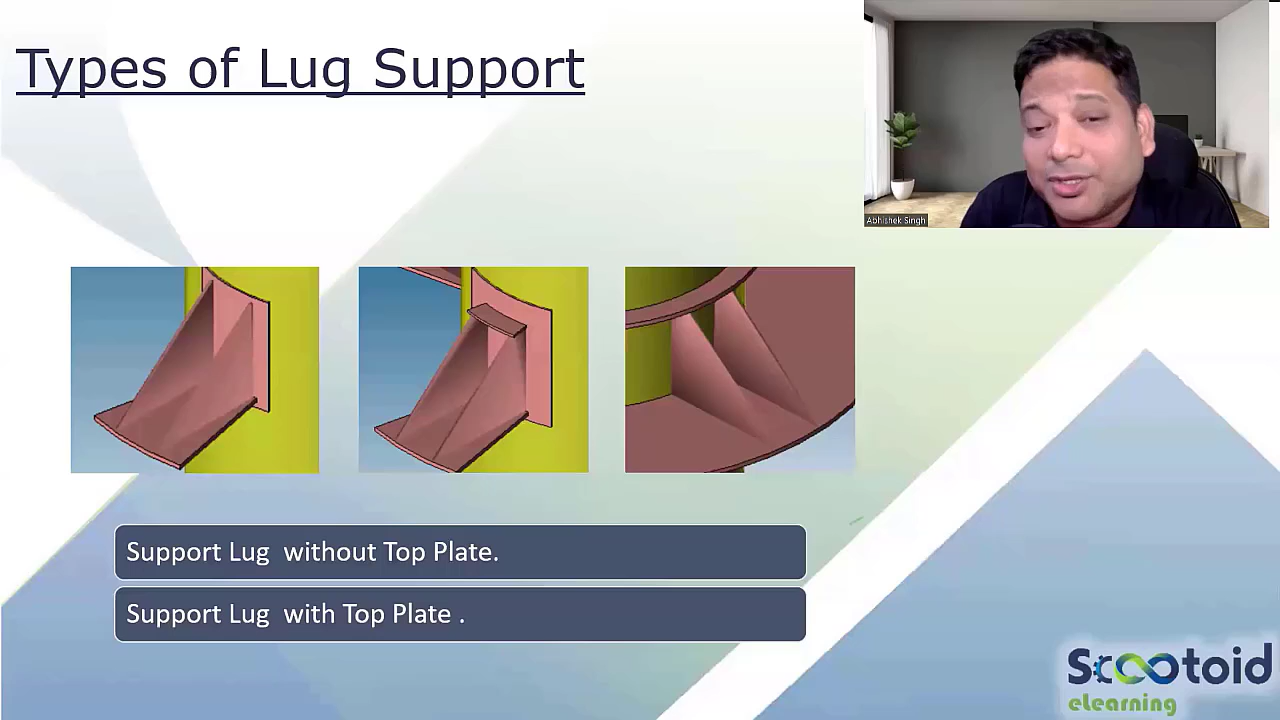 Types of Lug Support
Abhishek Singh
Support Lug without Top Plate.
Support Lug with Top Plate .
Scootoid
eLearning